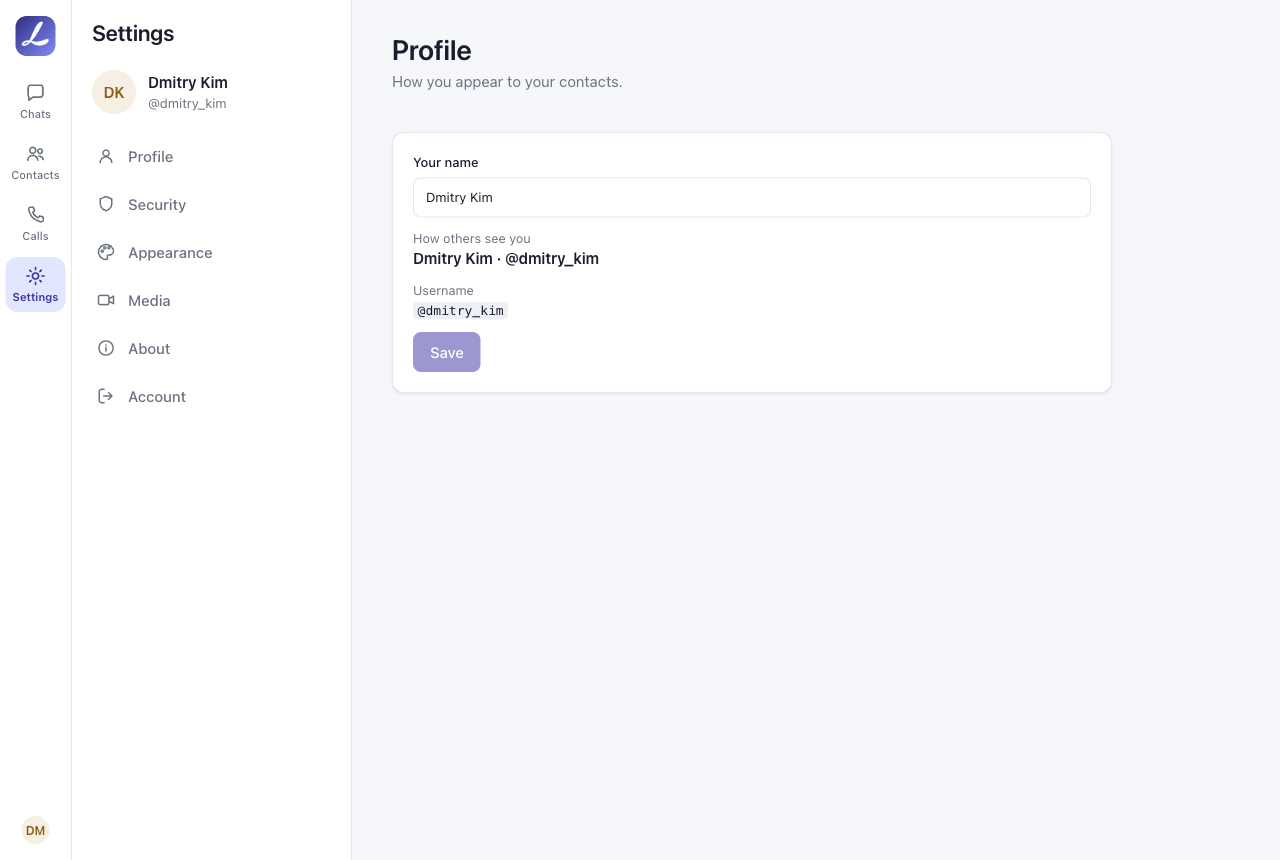 L
Chats
Contacts
Calls
Settings
DM
Settings
DK
Dmitry Kim
@dmitry_kim
Profile
Security
Appearance
Media
About
Account
Profile
How you appear to your contacts.
Your name
Dmitry Kim
How others see you
Dmitry Kim · @dmitry_kim
Username
@dmitry_kim
Save